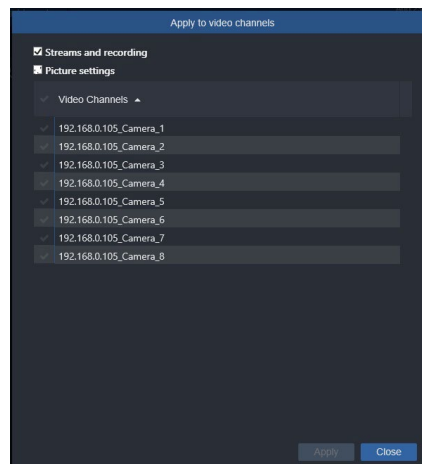 Apply to video channels
Streams and recording
Picture settings
Video Channels
192.168.0.105_Camera_1
192.168.0.105_Camera_2
192.168.0.105_Camera_3
192.168.0.105_Camera_4
192.168.0.105_Camera_5
192.168.0.105_Camera_6
192.168.0.105_Camera_7
192.168.0.105_Camera_8
Apply Close